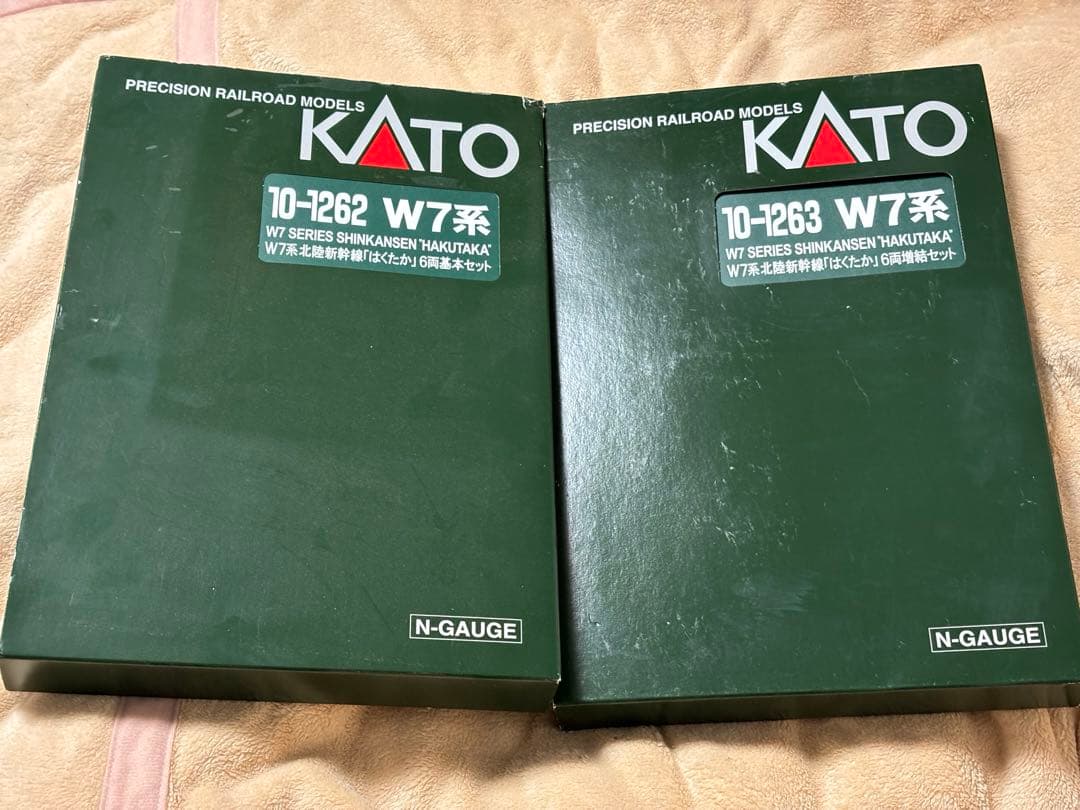 PRECISION RAILROAD MODELS
KATO
10-1262 W7系
W7 SERIES SHINKANSEN "HAKUTAKA"
W7系北陸新幹線「はくたか」6両基本セット
N-GAUGE
PRECISION RAILROAD MODELS
KATO
10-1263 W7系
W7 SERIES SHINKANSEN "HAKUTAKA"
W7系北陸新幹線「はくたか」6両増結セット
N-GAUGE